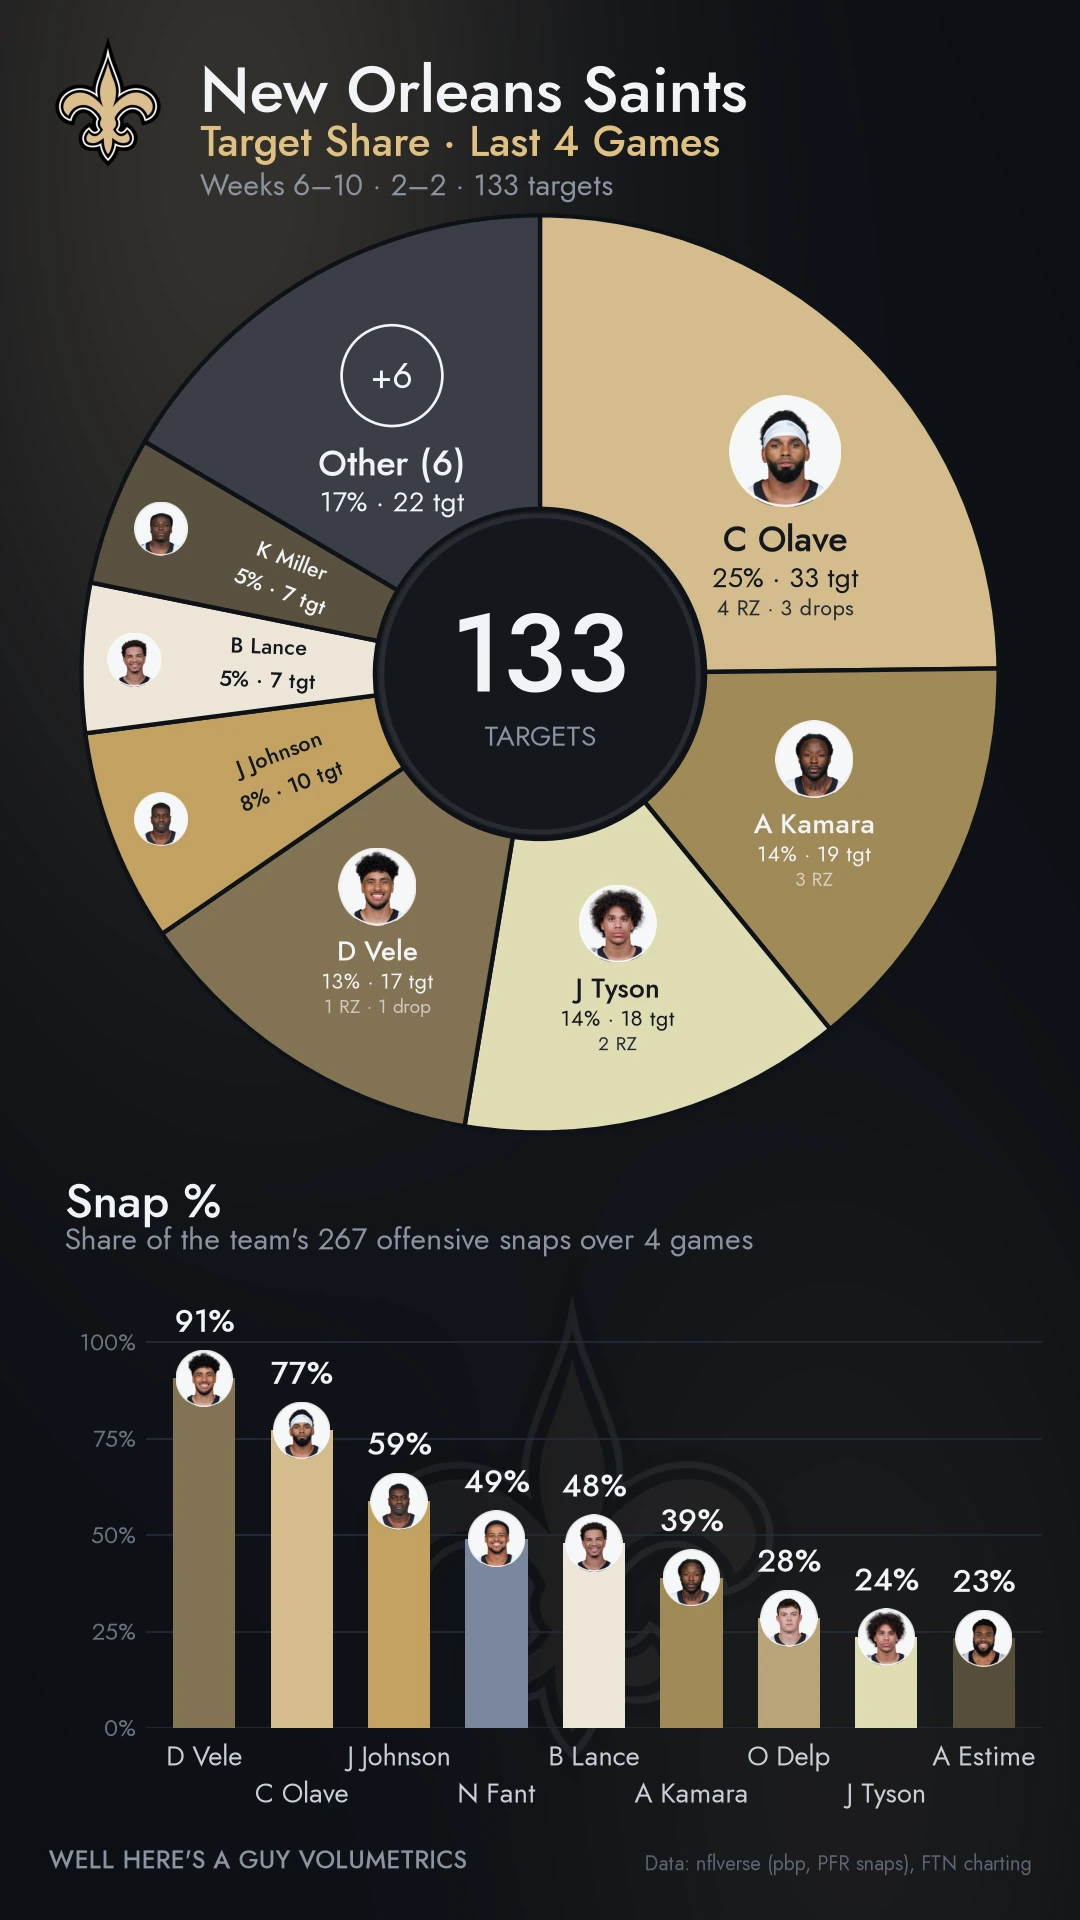 New Orleans Saints
Target Share · Last 4 Games
Weeks 6–10 · 2–2 · 133 targets
+6
Other (6)
17% · 22 tgt
C Olave
25% · 33 tgt
4 RZ · 3 drops
K Miller
5% · 7 tgt
B Lance
5% · 7 tgt
J Johnson
8% · 10 tgt
133
TARGETS
A Kamara
14% · 19 tgt
3 RZ
D Vele
13% · 17 tgt
1 RZ · 1 drop
J Tyson
14% · 18 tgt
2 RZ
Snap %
Share of the team's 267 offensive snaps over 4 games
100%
75%
50%
25%
0%
91%
77%
59%
49%
48%
39%
28%
24%
23%
D Vele
C Olave
J Johnson
N Fant
B Lance
A Kamara
O Delp
J Tyson
A Estime
WELL HERE'S A GUY VOLUMETRICS
Data: nflverse (pbp, PFR snaps), FTN charting